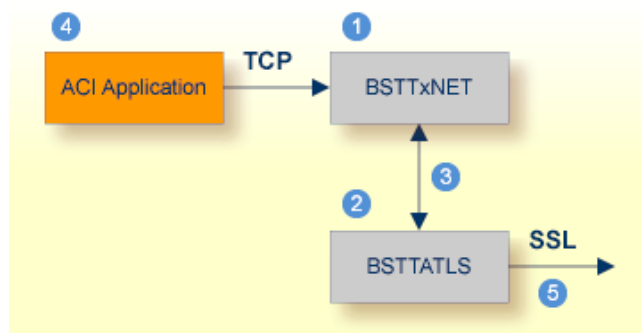 4
1
TCP
ACI Application
BSTTxNET
3
2
SSL
BSTTATLS
5